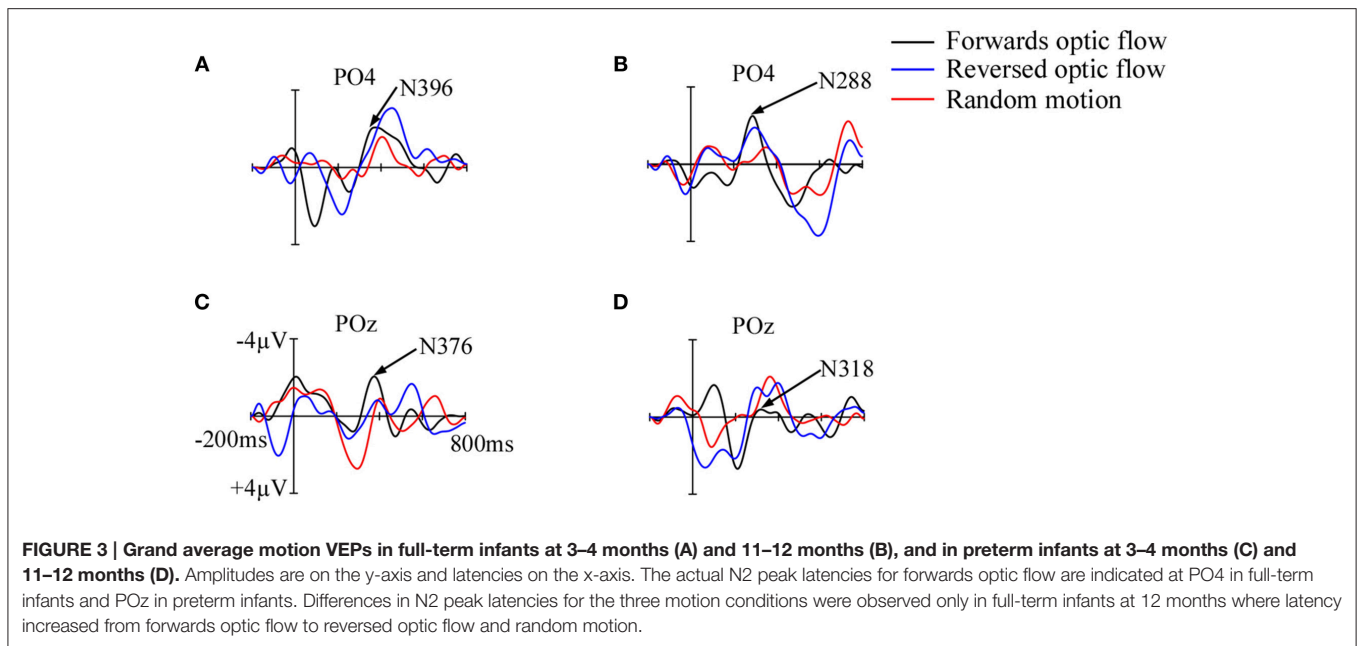 Forwards optic flow
Reversed optic flow
Random motion
A
PO4
N396
B
PO4
N288
C
POz
-4µV
N376
-200ms
800ms
+4µV
D
POz
N318
FIGURE 3 | Grand average motion VEPs in full-term infants at 3–4 months (A) and 11–12 months (B), and in preterm infants at 3–4 months (C) and
11–12 months (D). Amplitudes are on the y-axis and latencies on the x-axis. The actual N2 peak latencies for forwards optic flow are indicated at PO4 in full-term
infants and POz in preterm infants. Differences in N2 peak latencies for the three motion conditions were observed only in full-term infants at 12 months where latency
increased from forwards optic flow to reversed optic flow and random motion.